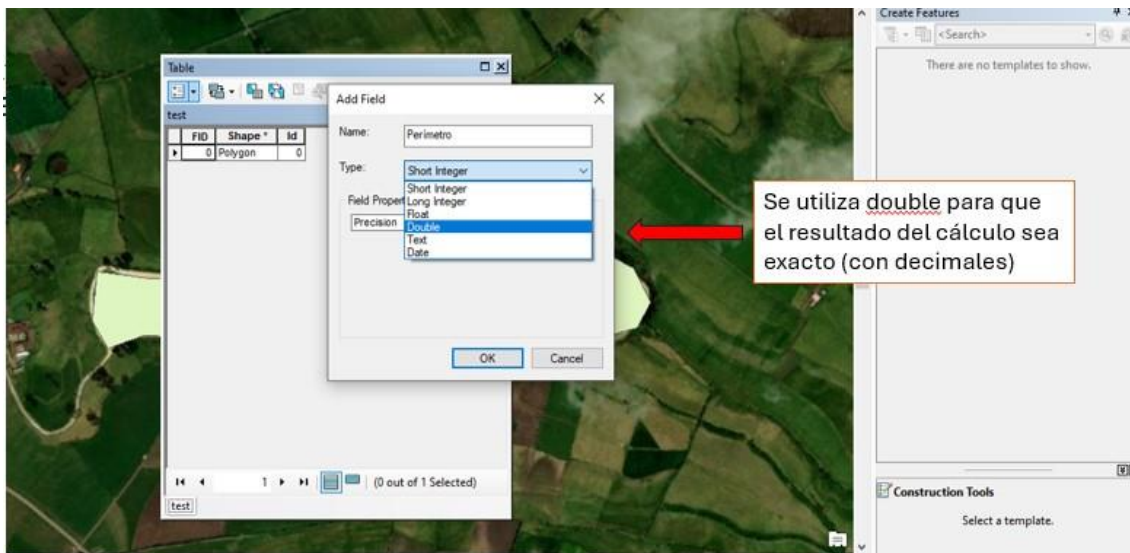 Create Features
<Search>
There are no templates to show.
Table
test
FID Shape * Id
0 Polygon 0
Add Field
Name: Perimetro
Type: Short Integer
Short Integer
Long Integer
Float
Double
Text
Date
Field Proper
Precision
OK Cancel
1 (0 out of 1 Selected)
test
Se utiliza double para que
el resultado del cálculo sea
exacto (con decimales)
Construction Tools
Select a template.